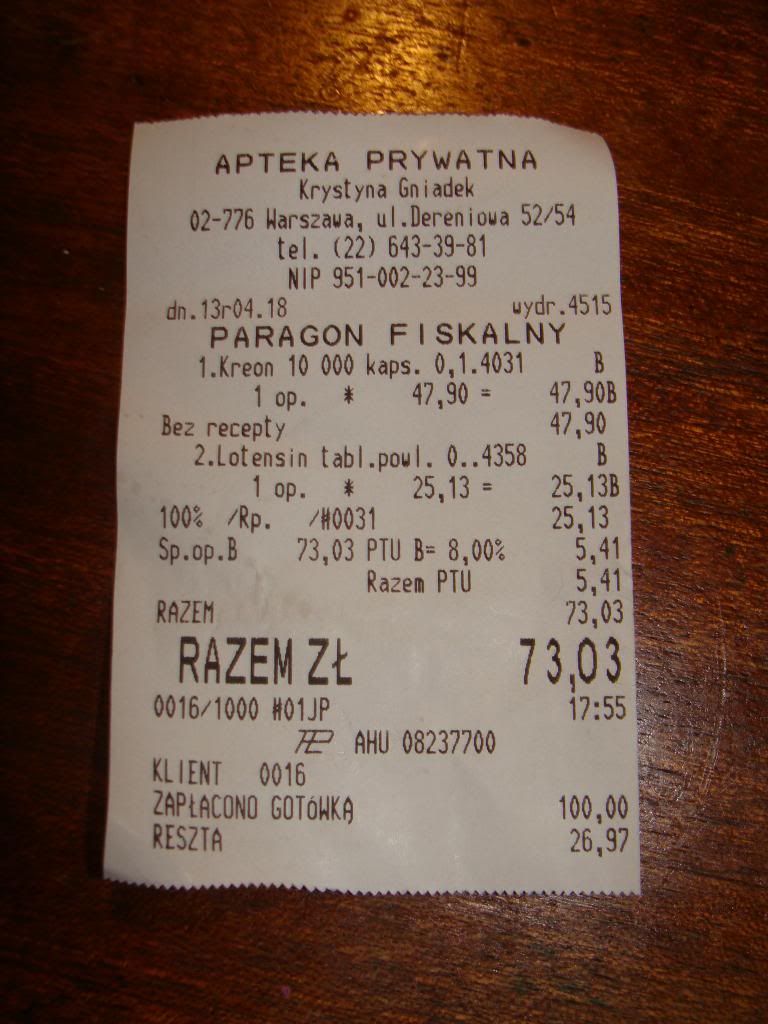 APTEKA PRYWATNA
Krystyna Gniadek
02-776 Warszawa, ul.Dereniowa 52/54
tel. (22) 643-39-81
NIP 951-002-23-99
dn.13r04.18 wydr.4515
PARAGON FISKALNY
1.Kreon 10 000 kaps. 0,1.4031 B
1 op. * 47,90 = 47,90B
Bez recepty 47,90
2.Lotensin tabl.powl. 0..4358 B
1 op. * 25,13 = 25,13B
100% /Rp. /#0031 25,13
Sp.op.B 73,03 PTU B= 8,00% 5,41
Razem PTU 5,41
RAZEM 73,03
RAZEM ZŁ 73,03
0016/1000 #01JP 17:55
AHU 08237700
KLIENT 0016
ZAPŁACONO GOTÓWKĄ 100,00
RESZTA 26,97